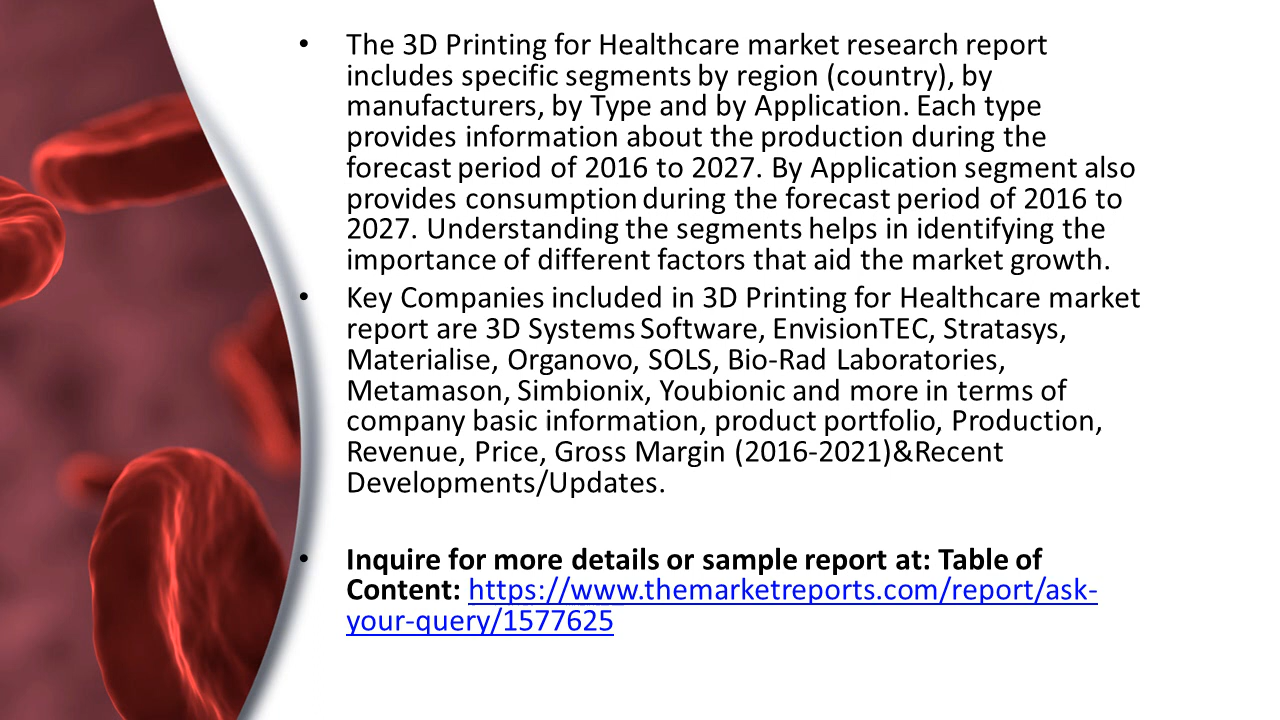 • The 3D Printing for Healthcare market research report
includes specific segments by region (country), by
manufacturers, by Type and by Application. Each type
provides information about the production during the
forecast period of 2016 to 2027. By Application segment also
provides consumption during the forecast period of 2016 to
2027. Understanding the segments helps in identifying the
importance of different factors that aid the market growth.
• Key Companies included in 3D Printing for Healthcare market
report are 3D Systems Software, EnvisionTEC, Stratasys,
Materialise, Organovo, SOLS, Bio-Rad Laboratories,
Metamason, Simbionix, Youbionic and more in terms of
company basic information, product portfolio, Production,
Revenue, Price, Gross Margin (2016-2021)&Recent
Developments/Updates.
• Inquire for more details or sample report at: Table of
Content: https://www.themarketreports.com/report/ask-
your-query/1577625